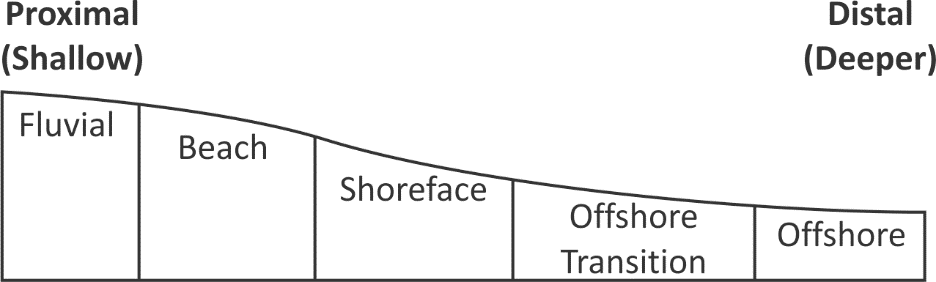 Proximal
(Shallow)
Distal
(Deeper)
Fluvial
Beach
Shoreface
Offshore
Transition
Offshore